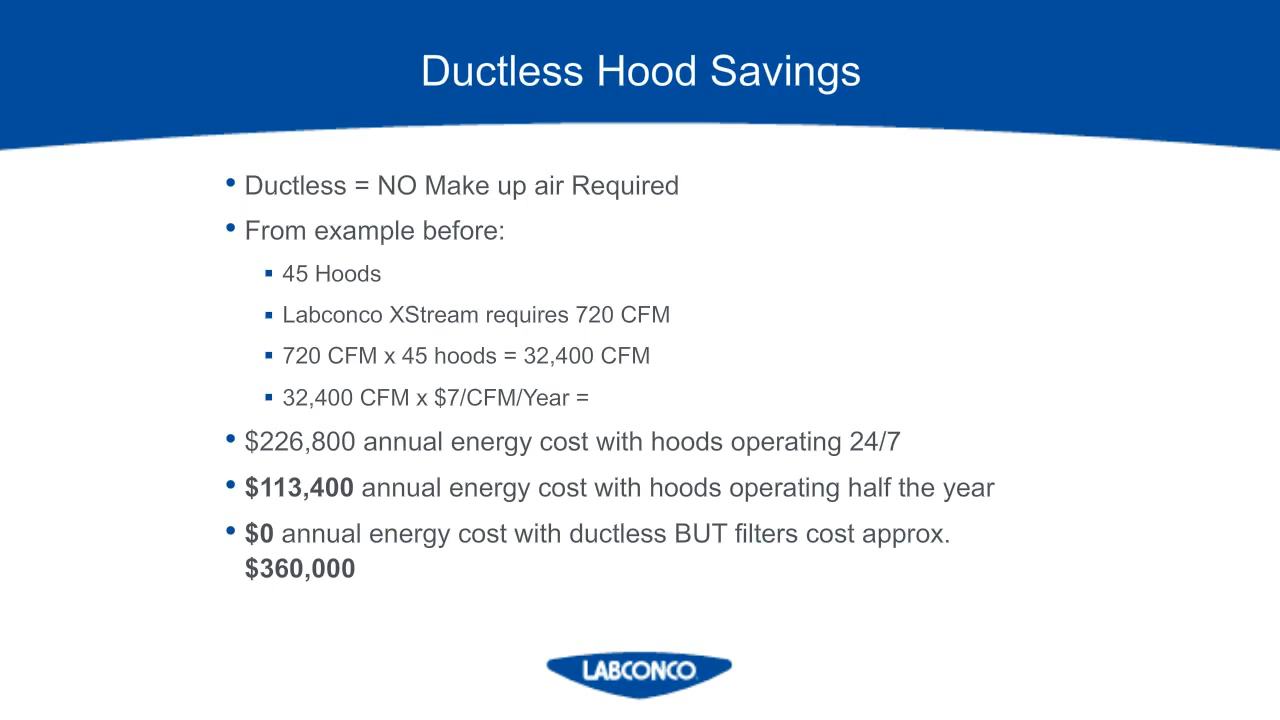 Ductless Hood Savings
• Ductless = NO Make up air Required
• From example before:
▪ 45 Hoods
▪ Labconco XStream requires 720 CFM
▪ 720 CFM x 45 hoods = 32,400 CFM
▪ 32,400 CFM x $7/CFM/Year =
• $226,800 annual energy cost with hoods operating 24/7
• $113,400 annual energy cost with hoods operating half the year
• $0 annual energy cost with ductless BUT filters cost approx.
$360,000
LABCONCO